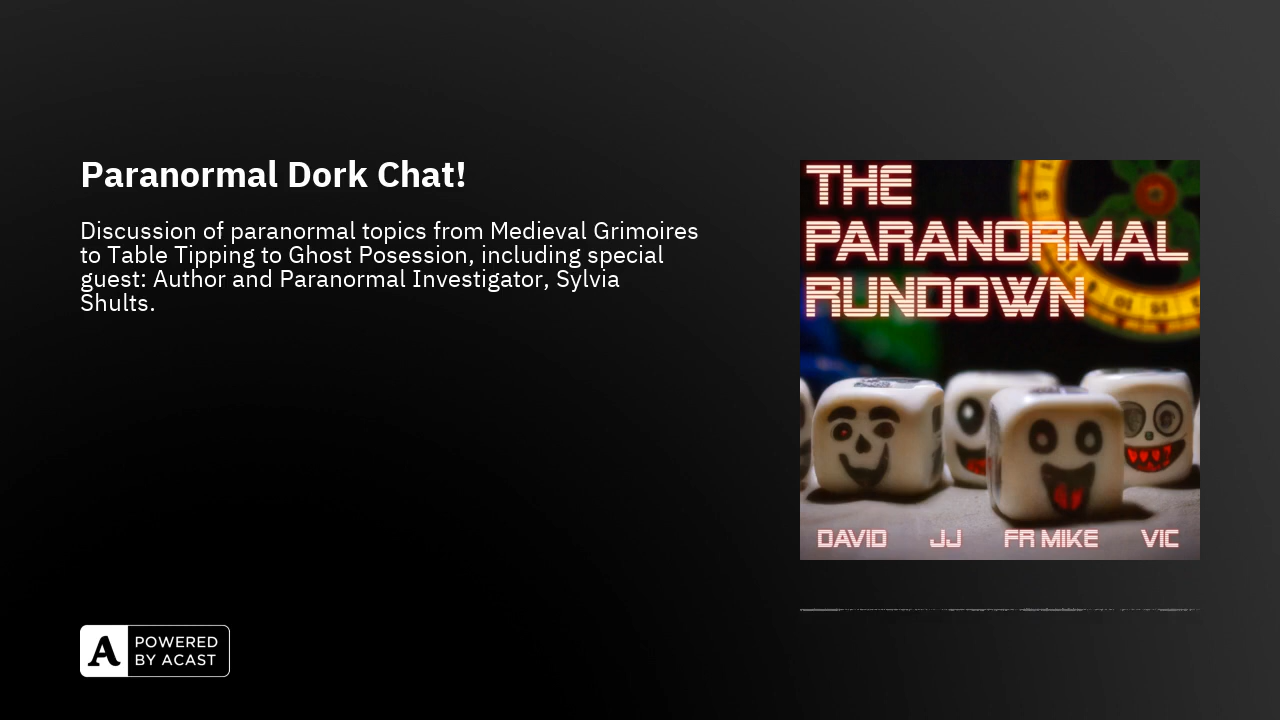 Paranormal Dork Chat!
Discussion of paranormal topics from Medieval Grimoires
to Table Tipping to Ghost Posession, including special
guest: Author and Paranormal Investigator, Sylvia
Shults.
THE
PARANORMAL
RUNDOWN
DAVID JJ FR MIKE VIC
A POWERED
BY ACAST